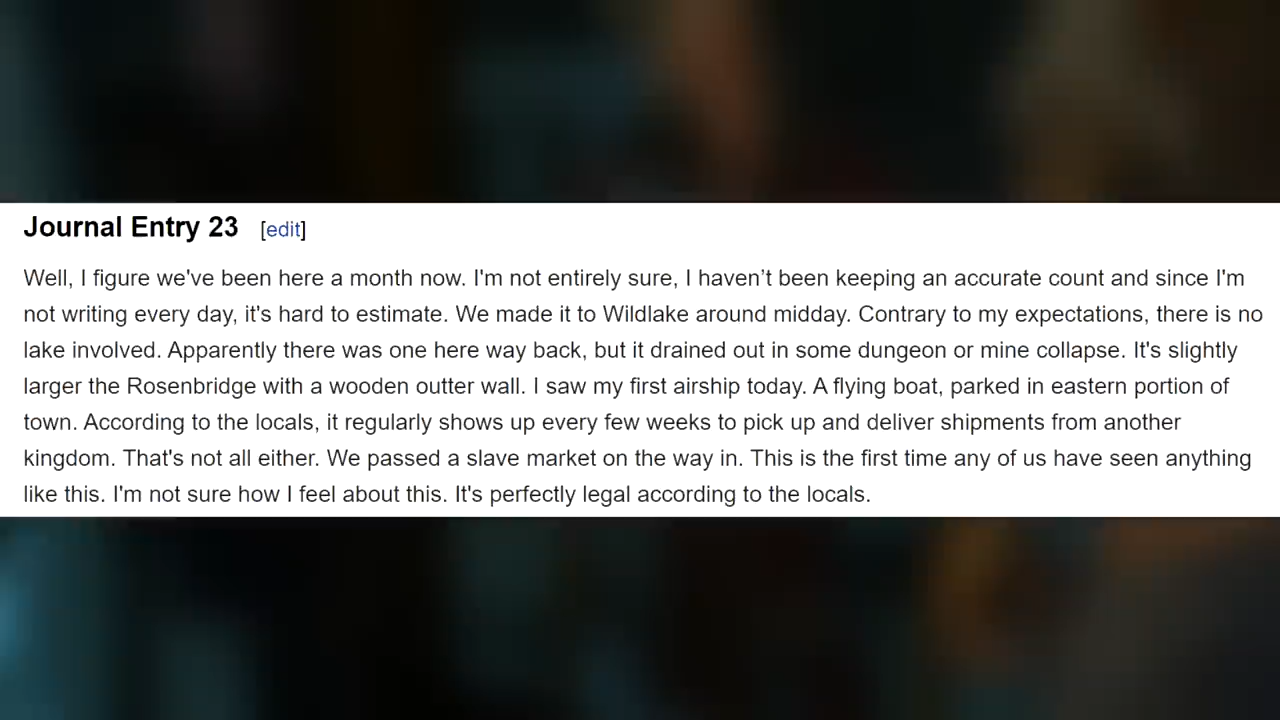 Journal Entry 23 [edit]
Well, I figure we've been here a month now. I'm not entirely sure, I haven’t been keeping an accurate count and since I'm
not writing every day, it's hard to estimate. We made it to Wildlake around midday. Contrary to my expectations, there is no
lake involved. Apparently there was one here way back, but it drained out in some dungeon or mine collapse. It's slightly
larger the Rosenbridge with a wooden outter wall. I saw my first airship today. A flying boat, parked in eastern portion of
town. According to the locals, it regularly shows up every few weeks to pick up and deliver shipments from another
kingdom. That's not all either. We passed a slave market on the way in. This is the first time any of us have seen anything
like this. I'm not sure how I feel about this. It's perfectly legal according to the locals.